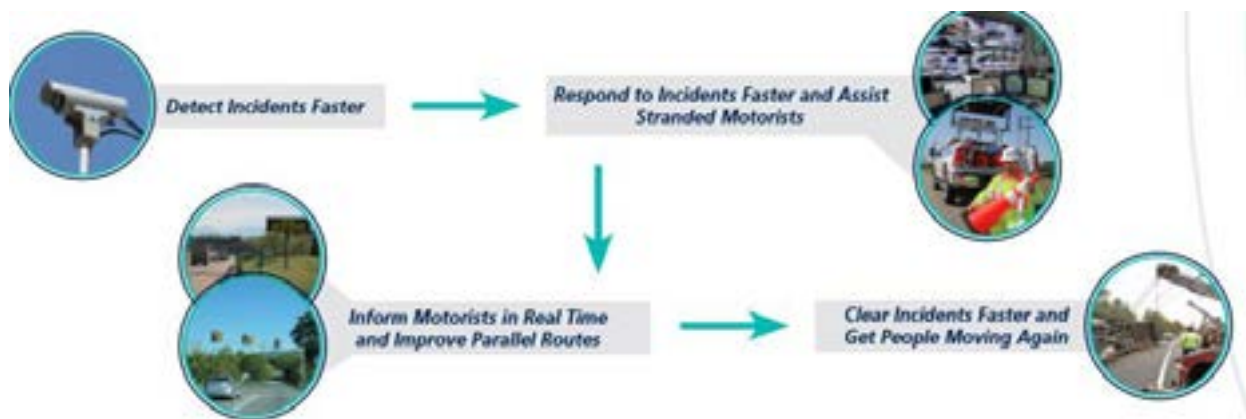 Detect Incidents Faster
Respond to Incidents Faster and Assist
Stranded Motorists
Inform Motorists in Real Time
and Improve Parallel Routes
Clear Incidents Faster and
Get People Moving Again